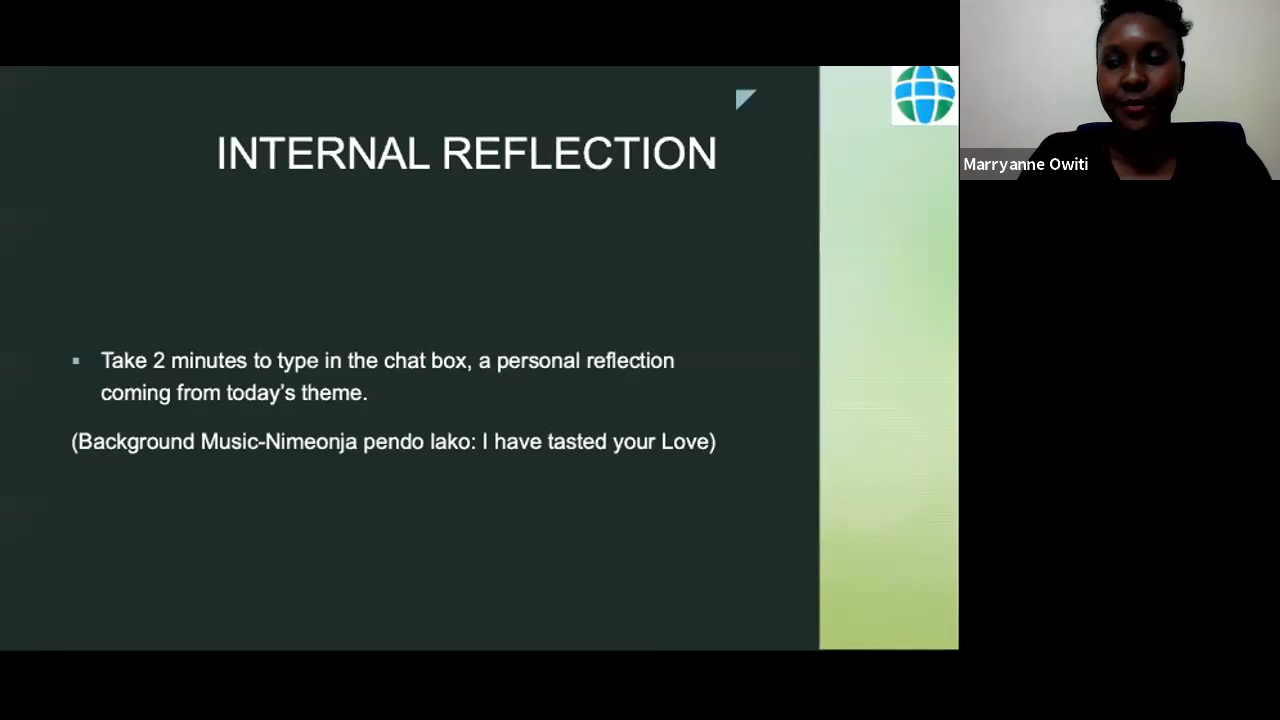 INTERNAL REFLECTION
Take 2 minutes to type in the chat box, a personal reflection
coming from today’s theme.
(Background Music-Nimeonja pendo lako: I have tasted your Love)
Marryanne Owiti